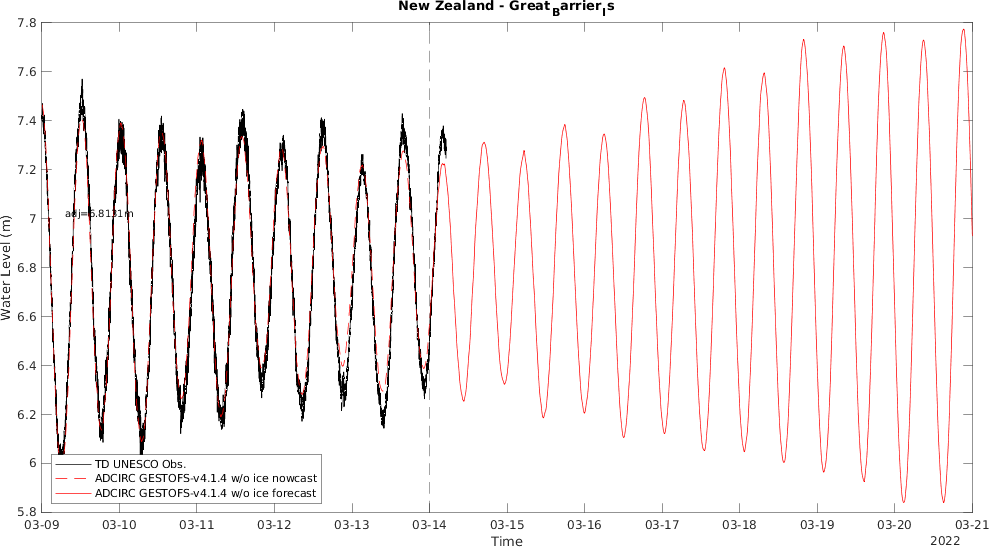 New Zealand - Great_Barrier_Is
7.8
7.6
7.4
7.2
7
6.8
6.6
6.4
6.2
6
5.8
Water Level (m)
adj=6.8131m
TD UNESCO Obs.
ADCIRC GESTOFS-v4.1.4 w/o ice nowcast
ADCIRC GESTOFS-v4.1.4 w/o ice forecast
03-09 03-10 03-11 03-12 03-13 03-14 03-15 03-16 03-17 03-18 03-19 03-20 03-21
Time
2022